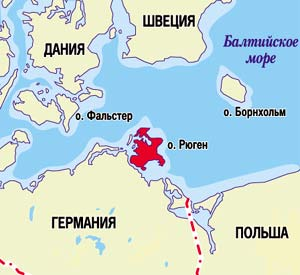 ШВЕЦИЯ
ДАНИЯ
Балтийское
море
о. Фальстер
о. Борнхольм
о. Рюген
ГЕРМАНИЯ
ПОЛЬША